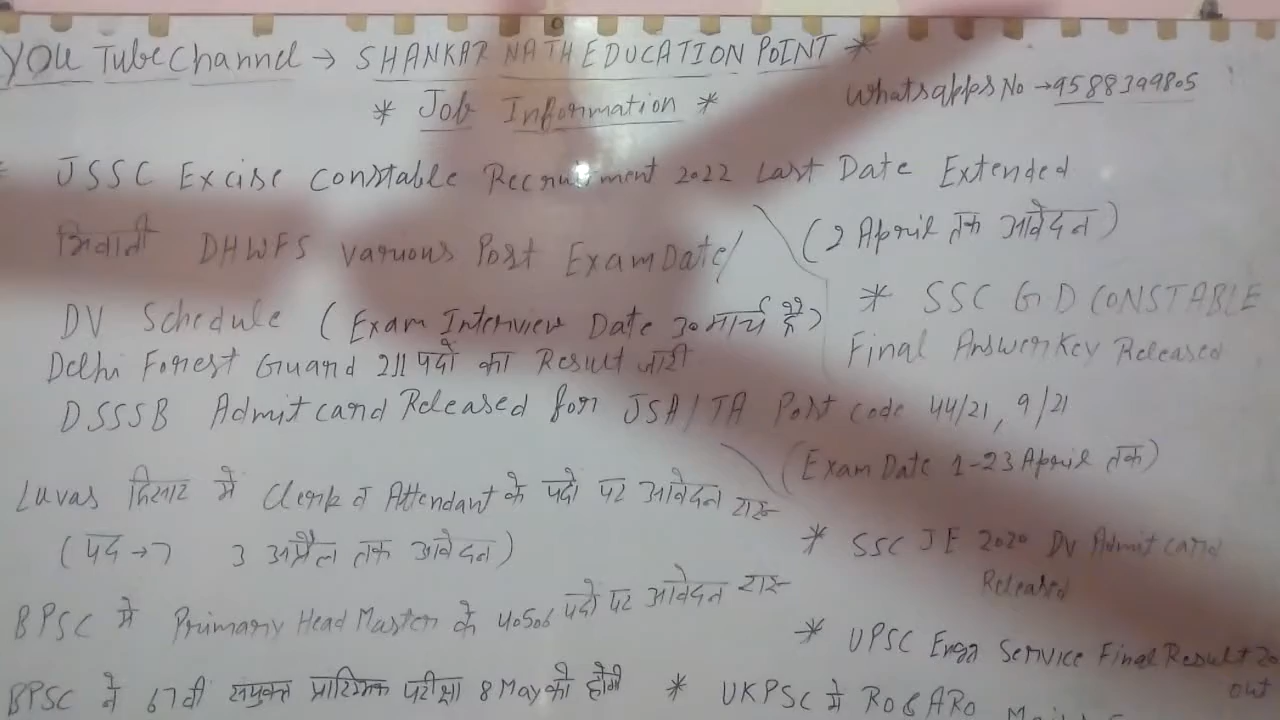 YOU Tube Channel → SHANKAR NATH EDUCATION POINT *
* Job Information *
Whatsapps No → 9588399805
JSSC Excise Constable Recruitment 2022 Last Date Extended
(2 April तक आवेदन)
भिवानी DHWFS Various Post Exam Date/
DV Schedule (Exam Interview Date 30 मार्च है)
* SSC GD CONSTABLE
Final Answer Key Released
Delhi Forest Guard 211 पदों का Result जारी
DSSSB Admit card Released for JSA/TA Post Code 44/21, 9/21
(Exam Date 1-23 April तक)
Luvas हिसार में Clerk व Attendant के पदों पर आवेदन शुरू
(पद → 7 3 अप्रैल तक आवेदन)
* SSC JE 2020 DV Admit card
Released
BPSC में Primary Head Master के 40506 पदों पर आवेदन शुरू
* UPSC Engg Service Final Result
out
BPSC ने 67वीं संयुक्त प्रारम्भिक परीक्षा 8 May को होगी
* UKPSC में RO & ARO